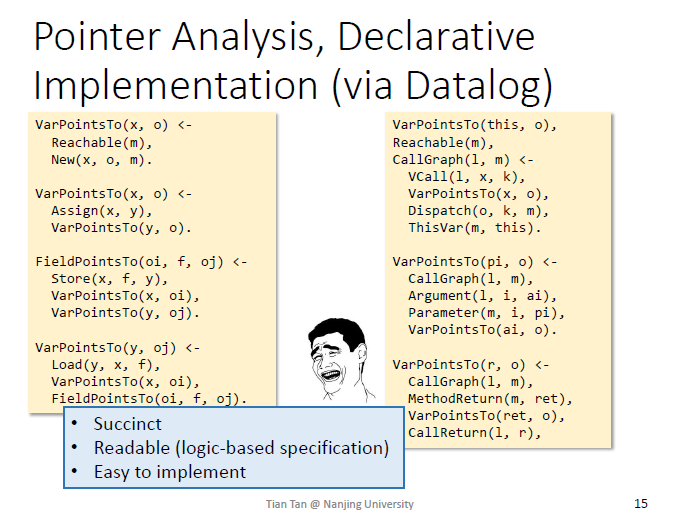 Pointer Analysis, Declarative
Implementation (via Datalog)
VarPointsTo(x, o) <-
  Reachable(m),
  New(x, o, m).

VarPointsTo(x, o) <-
  Assign(x, y),
  VarPointsTo(y, o).

FieldPointsTo(oi, f, oj) <-
  Store(x, f, y),
  VarPointsTo(x, oi),
  VarPointsTo(y, oj).

VarPointsTo(y, oj) <-
  Load(y, x, f),
  VarPointsTo(x, oi),
  FieldPointsTo(oi, f, oj).
VarPointsTo(this, o),
Reachable(m),
CallGraph(l, m) <-
  VCall(l, x, k),
  VarPointsTo(x, o),
  Dispatch(o, k, m),
  ThisVar(m, this).

VarPointsTo(pi, o) <-
  CallGraph(l, m),
  Argument(l, i, ai),
  Parameter(m, i, pi),
  VarPointsTo(ai, o).

VarPointsTo(r, o) <-
  CallGraph(l, m),
  MethodReturn(m, ret),
  VarPointsTo(ret, o),
  CallReturn(l, r),
• Succinct
• Readable (logic-based specification)
• Easy to implement
Tian Tan @ Nanjing University
15